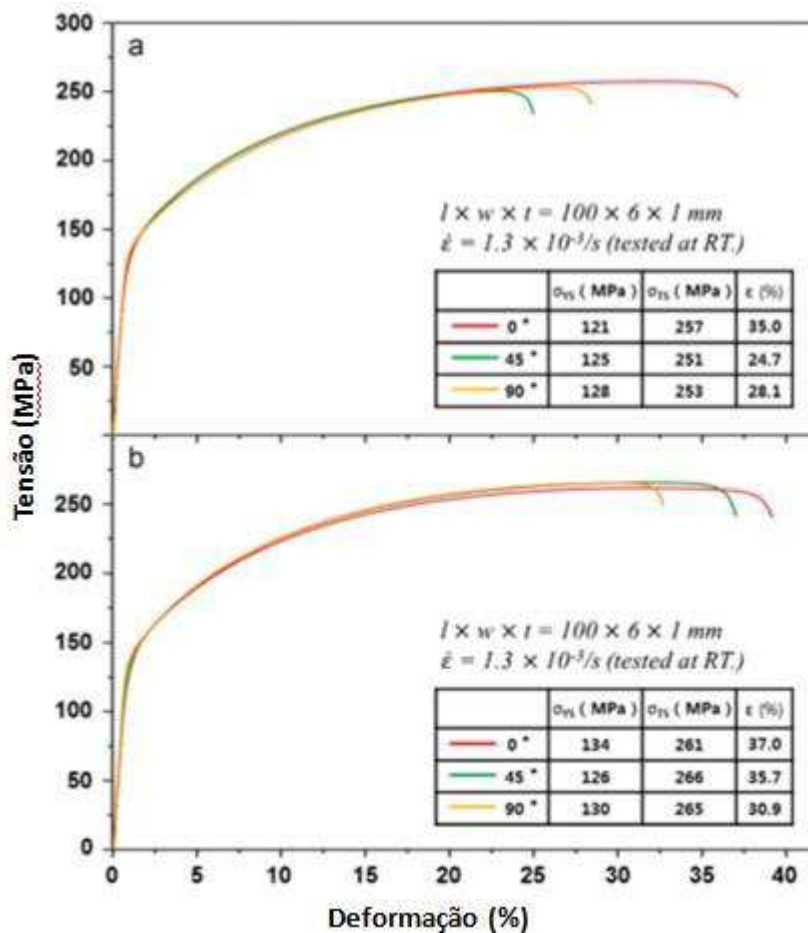 300
a
250
200
150
100
50
l × w × t = 100 × 6 × 1 mm
ε̇ = 1.3 × 10⁻³/s (tested at RT.)
σYS ( MPa ) σTS ( MPa ) ε (%)
0 ° 121 257 35.0
45 ° 125 251 24.7
90 ° 128 253 28.1
Tensão (MPa)
b
250
200
150
100
50
0
l × w × t = 100 × 6 × 1 mm
ε̇ = 1.3 × 10⁻³/s (tested at RT.)
σYS ( MPa ) σTS ( MPa ) ε (%)
0 ° 134 261 37.0
45 ° 126 266 35.7
90 ° 130 265 30.9
0 5 10 15 20 25 30 35 40
Deformação (%)